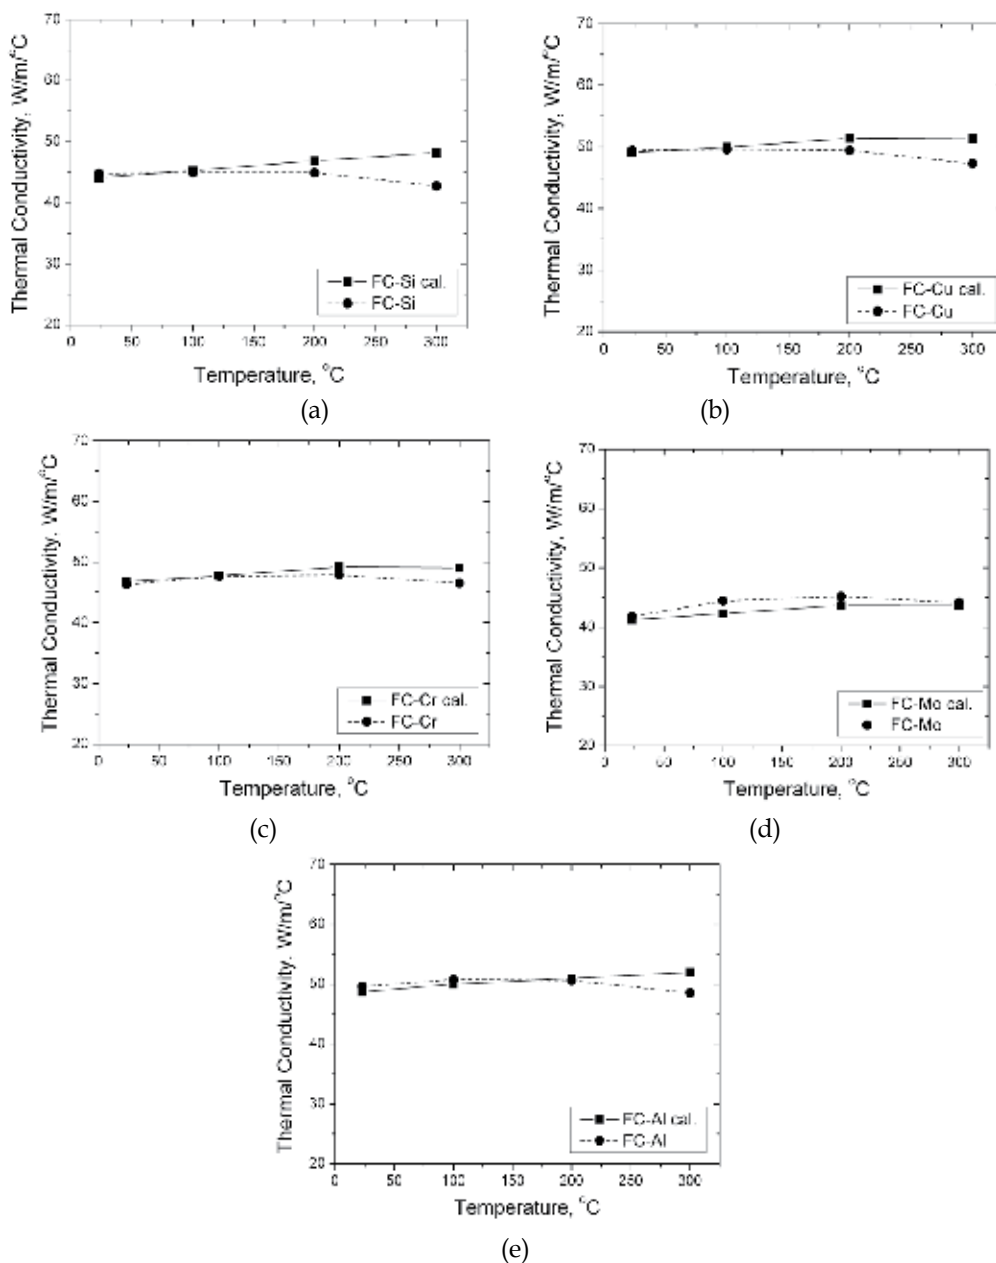 70
60
50
40
30
20
Thermal Conductivity, W/m/°C
FC-Si cal.
FC-Si
0 50 100 150 200 250 300
Temperature, °C
(a)
70
60
50
40
30
20
Thermal Conductivity, W/m/°C
FC-Cu cal.
FC-Cu
0 50 100 150 200 250 300
Temperature, °C
(b)
70
60
50
40
30
20
Thermal Conductivity, W/m/°C
FC-Cr cal.
FC-Cr
0 50 100 150 200 250 300
Temperature, °C
(c)
70
60
50
40
30
20
Thermal Conductivity, W/m/°C
FC-Mo cal.
FC-Mo
0 50 100 150 200 250 300
Temperature, °C
(d)
70
60
50
40
30
20
Thermal Conductivity, W/m/°C
FC-Al cal.
FC-Al
0 50 100 150 200 250 300
Temperature, °C
(e)